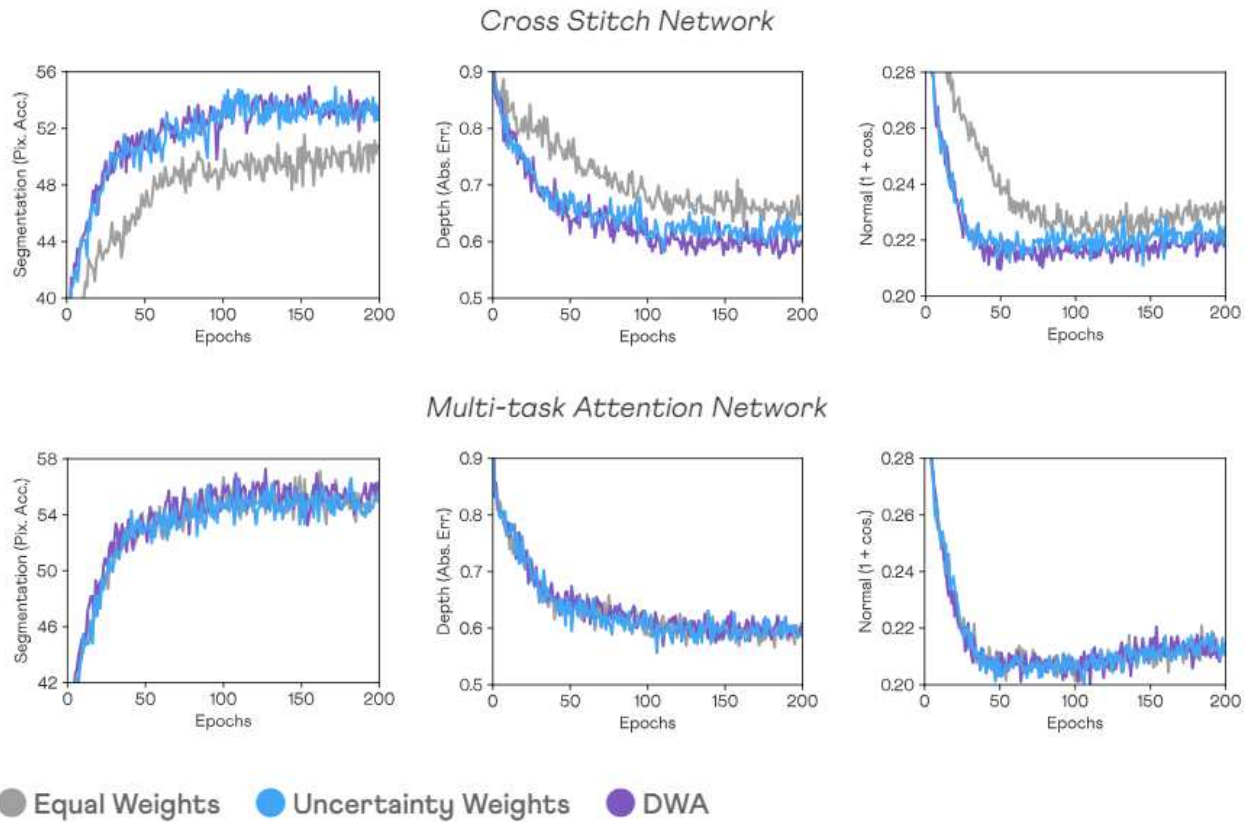 Cross Stitch Network
Segmentation (Pix. Acc.)
56
52
48
44
40
0 50 100 150 200
Epochs
Depth (Abs. Err.)
0.9
0.8
0.7
0.6
0.5
0 50 100 150 200
Epochs
Normal (1 + cos.)
0.28
0.26
0.24
0.22
0.20
0 50 100 150 200
Epochs
Multi-task Attention Network
Segmentation (Pix. Acc.)
58
54
50
46
42
0 50 100 150 200
Epochs
Depth (Abs. Err.)
0.9
0.8
0.7
0.6
0.5
0 50 100 150 200
Epochs
Normal (1 + cos.)
0.28
0.26
0.24
0.22
0.20
0 50 100 150 200
Epochs
Equal Weights Uncertainty Weights DWA